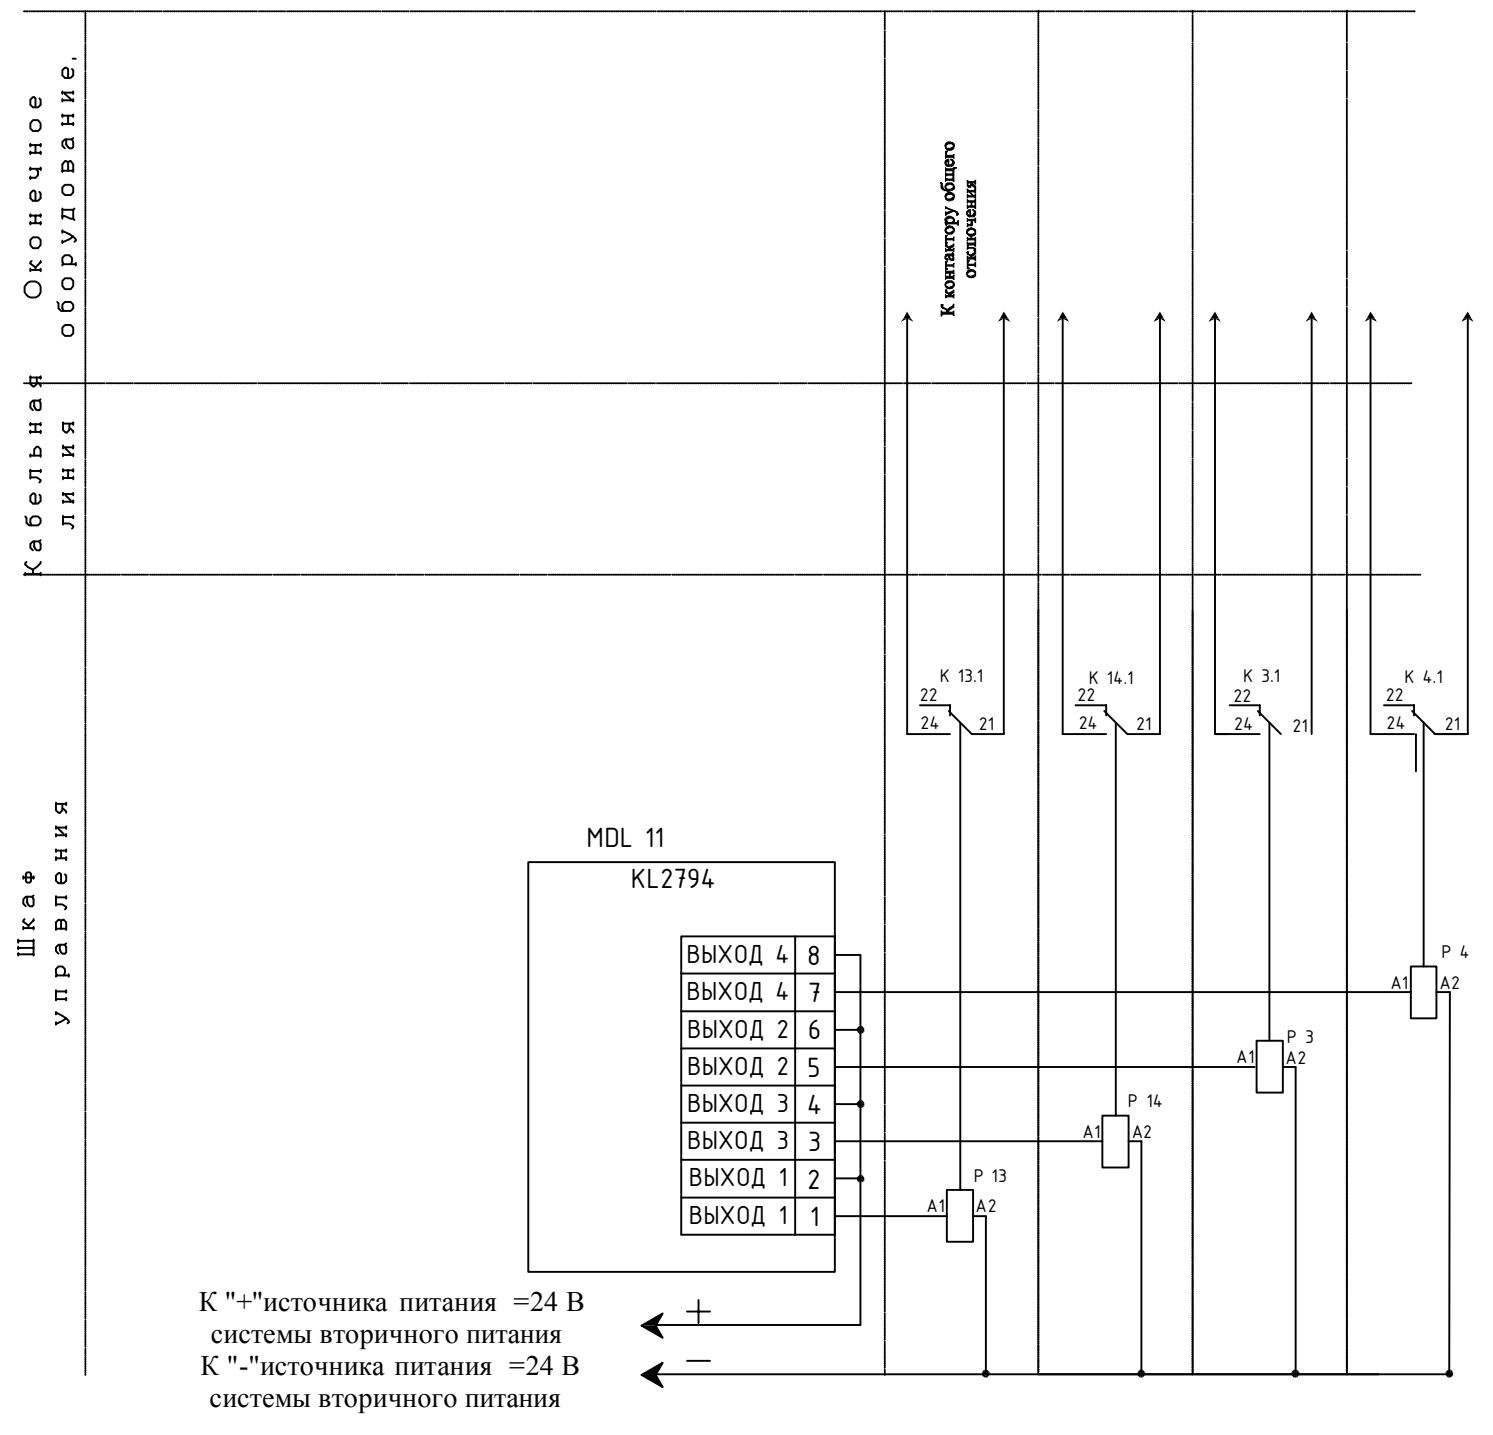 Оконечное
оборудование,
Кабельная
линия
Шкаф
управления
К контактору общего
отключения
К 13.1
22
24
21
К 14.1
22
24
21
К 3.1
22
24
21
К 4.1
22
24
21
MDL 11
KL2794
ВЫХОД 4 8
ВЫХОД 4 7
ВЫХОД 2 6
ВЫХОД 2 5
ВЫХОД 3 4
ВЫХОД 3 3
ВЫХОД 1 2
ВЫХОД 1 1
Р 4
А1 А2
Р 3
А1 А2
Р 14
А1 А2
Р 13
А1 А2
К "+"источника питания =24 В
системы вторичного питания
+
К "-"источника питания =24 В
системы вторичного питания
—